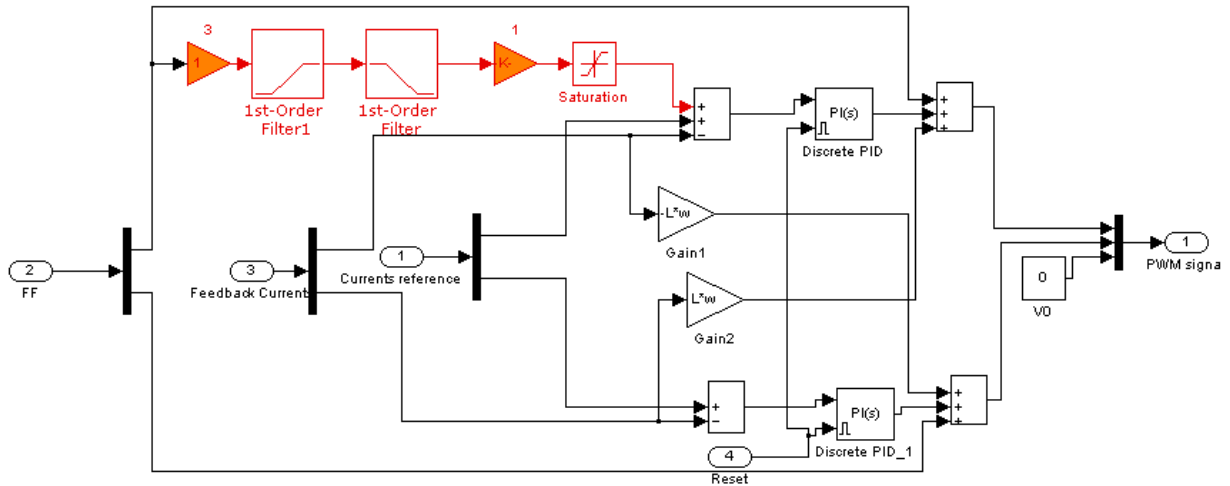 3
1
1
K-
1st-Order
Filter1
1st-Order
Filter
Saturation
+
+
−
PI(s)
Discrete PID
+
+
+
-L*w
Gain1
2
FF
3
Feedback Currents
1
Currents reference
L*w
Gain2
0
V0
1
PWM signa
+
−
PI(s)
Discrete PID_1
+
+
+
4
Reset